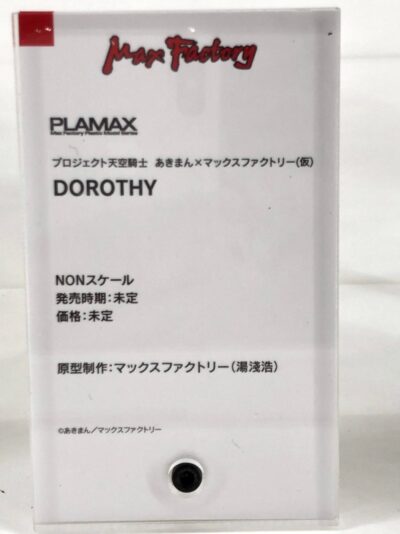 Max Factory
PLAMAX
Max Factory Plastic Model Series
プロジェクト天空騎士 あきまん×マックスファクトリー(仮)
DOROTHY
NONスケール
発売時期:未定
価格:未定
原型制作:マックスファクトリー(湯淺浩)
©あきまん/マックスファクトリー